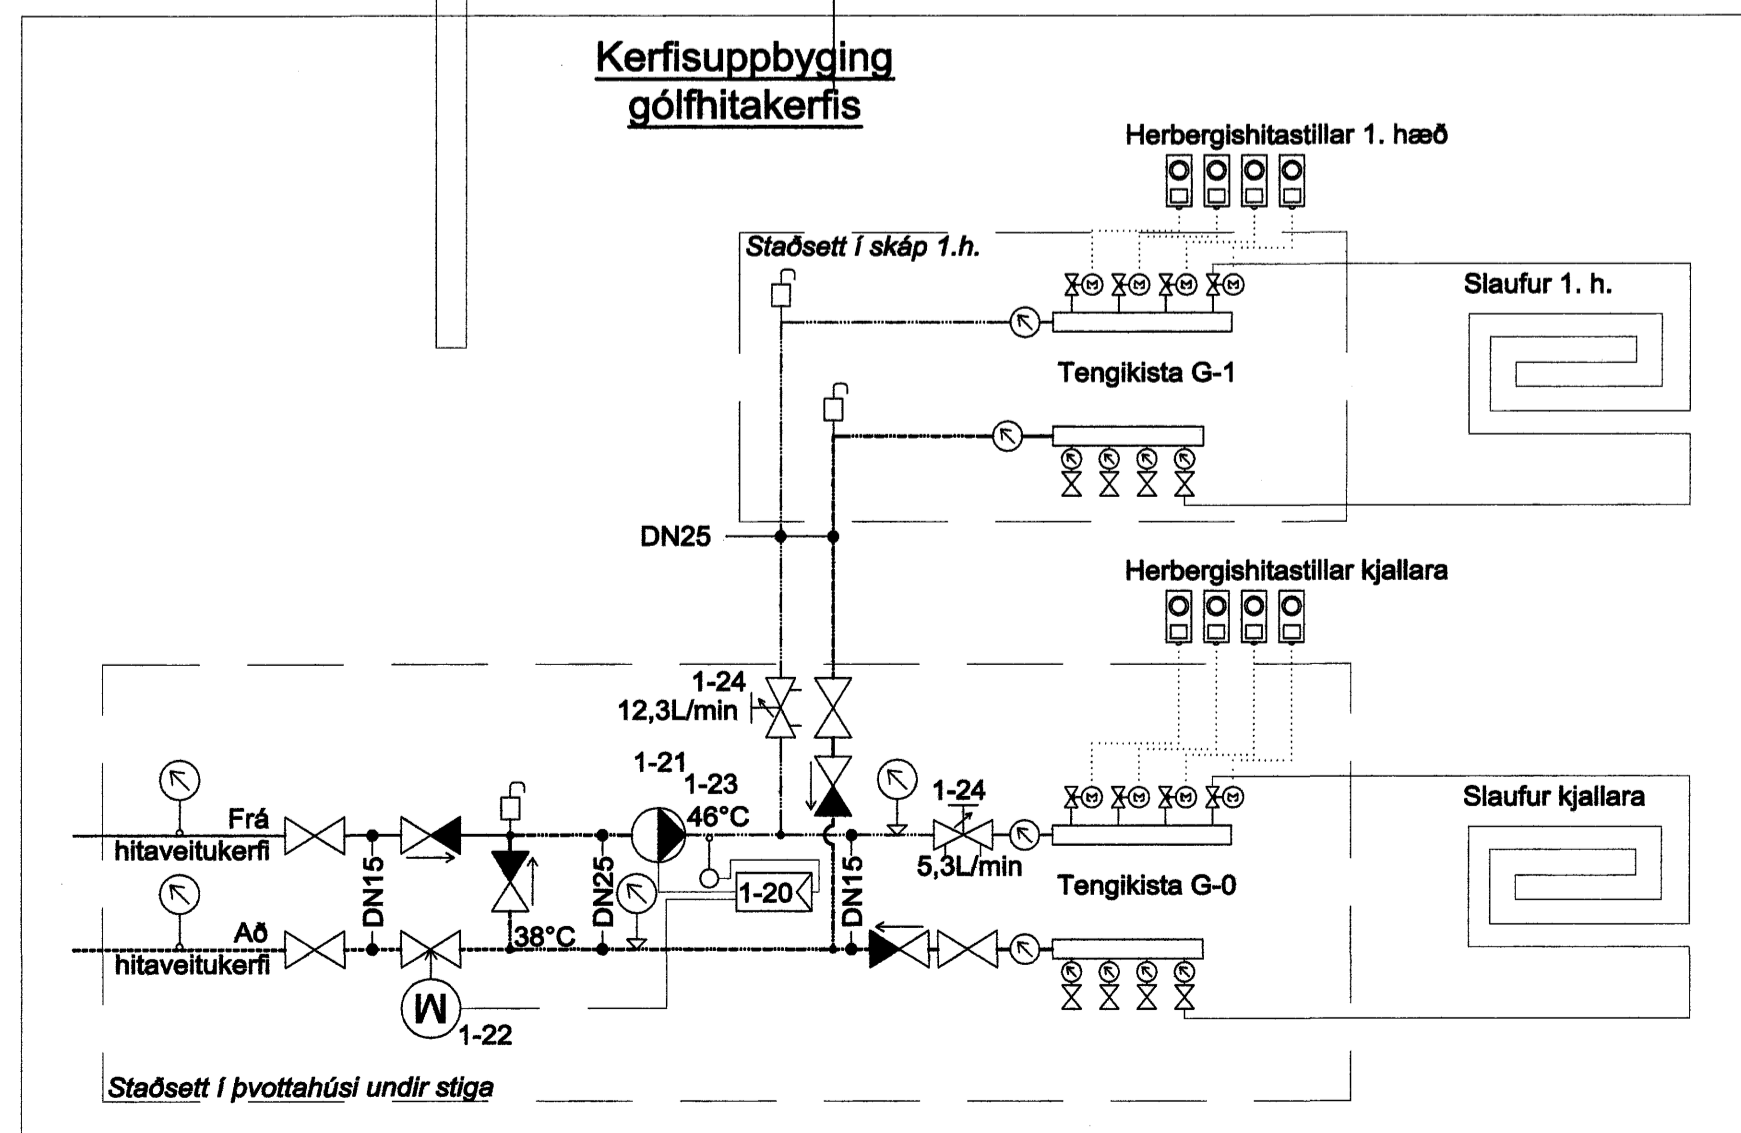 Kerfisuppbyging
gólfhitakerfis
Herbergishitastillar 1. hæð
Staðsett í skáp 1.h.
M M M M
Slaufur 1. h.
Tengikista G-1
DN25
Herbergishitastillar kjallara
1-24
12,3L/min
1-21
1-23
46°C
1-24
5,3L/min
M M M M
Slaufur kjallara
Frá
hitaveitukerfi
DN15
DN25
1-20
DN15
Tengikista G-0
Að
hitaveitukerfi
38°C
M
1-22
Staðsett í þvottahúsi undir stiga